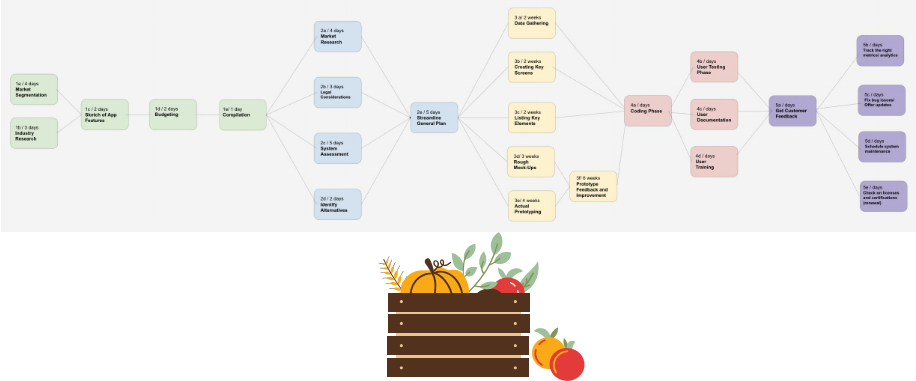 1a / 4 days
Market
Segmentation
1b / 3 days
Industry
Research
1c / 2 days
Sketch of App
Features
1d / 2 days
Budgeting
1e/ 1 day
Compilation
2a / 4 days
Market
Research
2b / 3 days
Legal
Considerations
2c / 5 days
System
Assessment
2d / 2 days
Identify
Alternatives
2e / 5 days
Streamline
General Plan
3 a/ 2 weeks
Data Gathering
3b / 2 weeks
Creating Key
Screens
3c / 2 weeks
Listing Key
Elements
3d/ 3 weeks
Rough
Mock-Ups
3e/ 4 weeks
Actual
Prototyping
3f/ 6 weeks
Prototype
Feedback and
Improvement
4a / days
Coding Phase
4b / days
User Testing
Phase
4c / days
User
Documentation
4d / days
User
Training
5a / days
Get Customer
Feedback
5b / days
Track the right
metrics/ analytics
5c / days
Fix bug issues/
Offer updates
5d / days
Schedule system
maintenance
5e / days
Check on licenses
and certifications
(renewal)